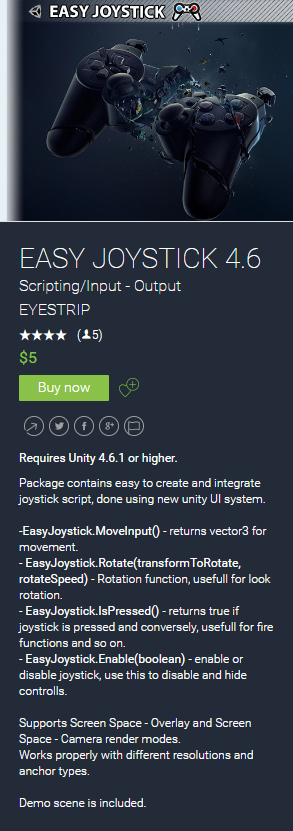 EASY JOYSTICK
EASY JOYSTICK 4.6
Scripting/Input - Output
EYESTRIP
★★★★ (5)
$5
Buy now
Requires Unity 4.6.1 or higher.
Package contains easy to create and integrate
joystick script, done using new unity UI system.
-EasyJoystick.MoveInput() - returns vector3 for
movement.
- EasyJoystick.Rotate(transformToRotate,
rotateSpeed) - Rotation function, usefull for look
rotation.
- EasyJoystick.IsPressed() - returns true if
joystick is pressed and conversely, usefull for fire
functions and so on.
- EasyJoystick.Enable(boolean) - enable or
disable joystick, use this to disable and hide
controlls.
Supports Screen Space - Overlay and Screen
Space - Camera render modes.
Works properly with different resolutions and
anchor types.
Demo scene is included.